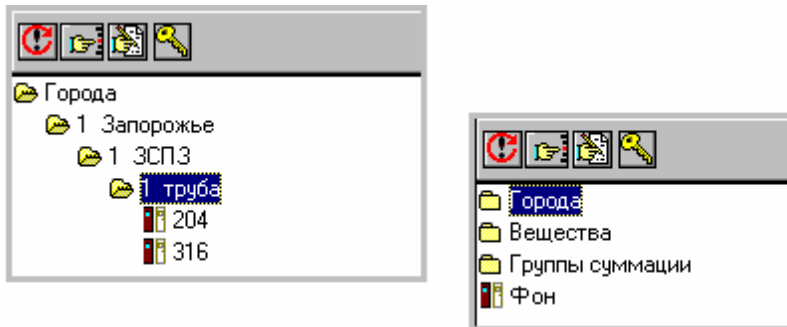 Города
1 Запорожье
1 ЗСПЗ
1 труба
204
316
Города
Вещества
Группы суммации
Фон